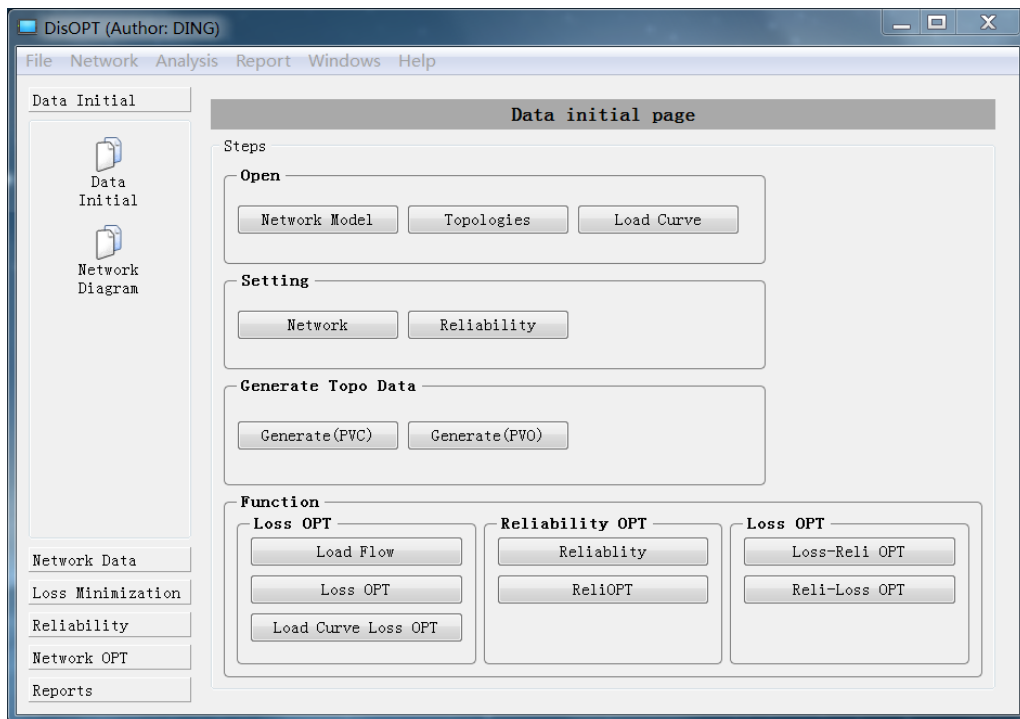 DisOPT (Author: DING)
File Network Analysis Report Windows Help
Data Initial
Data
Initial
Network
Diagram
Network Data
Loss Minimization
Reliability
Network OPT
Reports
Data initial page
Steps
Open
Network Model Topologies Load Curve
Setting
Network Reliability
Generate Topo Data
Generate(PVC) Generate(PVO)
Function
Loss OPT
Load Flow
Loss OPT
Load Curve Loss OPT
Reliability OPT
Reliablity
ReliOPT
Loss OPT
Loss-Reli OPT
Reli-Loss OPT